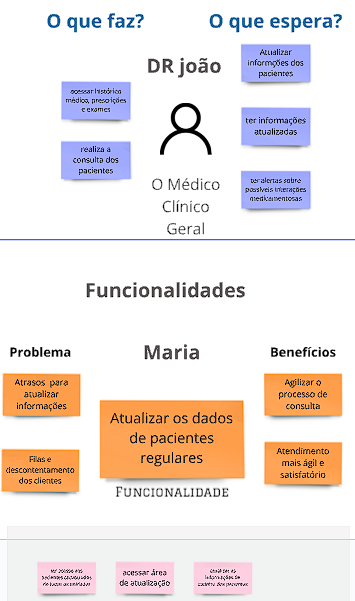 O que faz?
O que espera?
DR joão
Atualizar
informções dos
pacientes
acessar histórico
médico, prescrições
e exames
ter informações
atualizadas
realiza a
consulta dos
pacientes
ter alertas sobre
possíveis interações
medicamentosas
O Médico
Clínico
Geral
Funcionalidades
Problema
Maria
Benefícios
Atrasos para
atualizar
informações
Agilizar o
processo de
consulta
Atualizar os dados
de pacientes
regulares
Filas e
descontentamento
dos clientes
Atendimento
mais ágil e
satisfatório
Funcionalidade
acessar área
de atualização